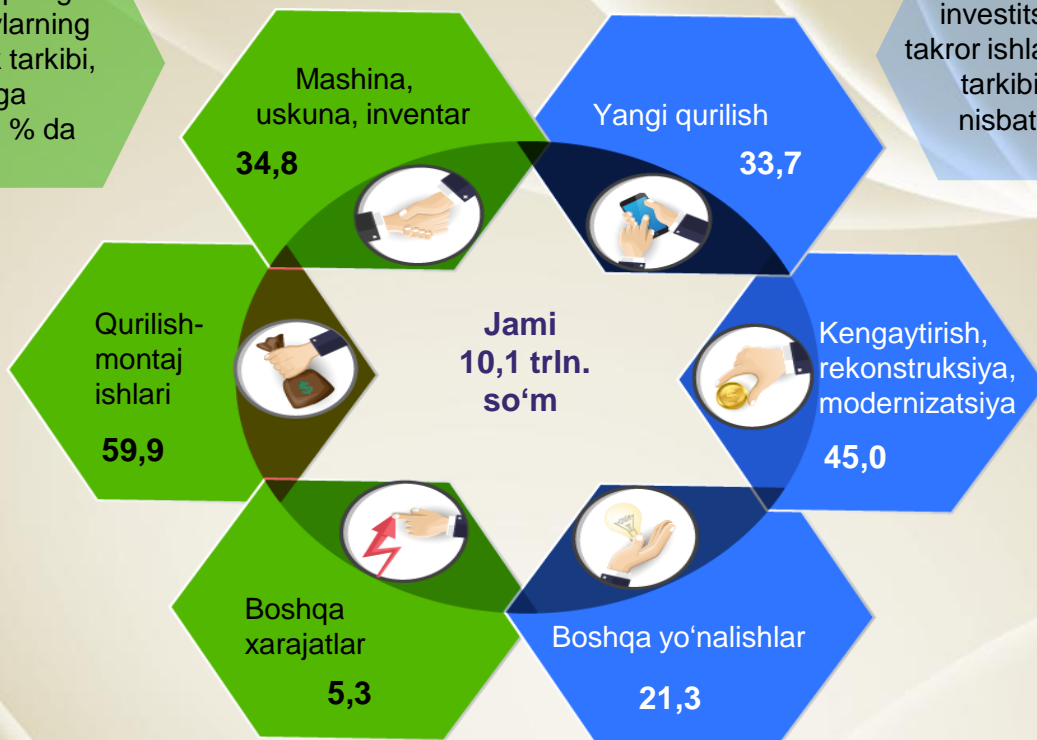 larning
tarkibi,
ga
% da
investits
takror ishla
tarkibi
nisbat
Mashina,
uskuna, inventar
34,8
Yangi qurilish
33,7
Qurilish-
montaj
ishlari
59,9
Jami
10,1 trln.
so‘m
Kengaytirish,
rekonstruksiya,
modernizatsiya
45,0
Boshqa
xarajatlar
5,3
Boshqa yo‘nalishlar
21,3